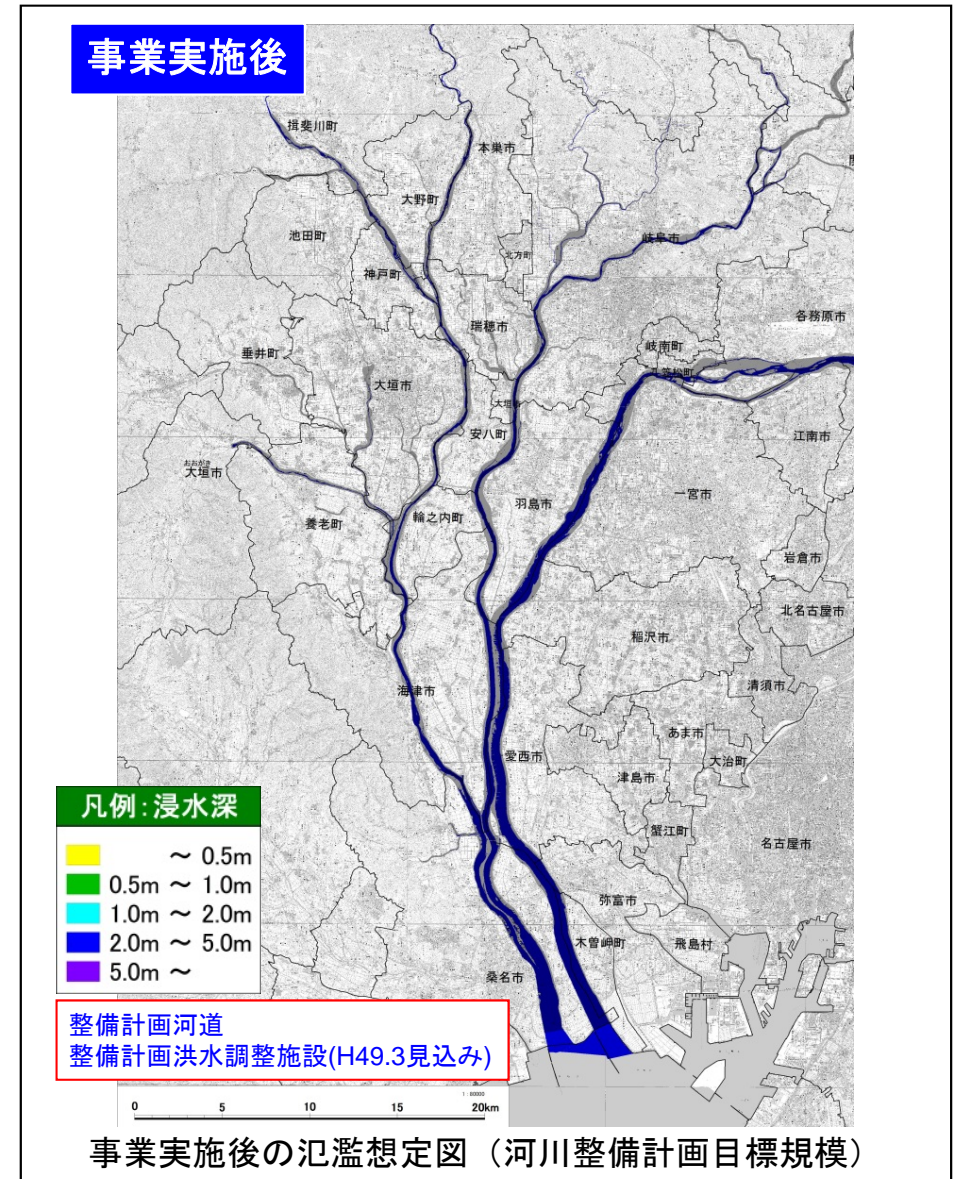 事業実施後
揖斐川町
本巣市
大野町
池田町
岐阜市
北方町
神戸町
各務原市
瑞穂市
岐南町
垂井町
笠松町
大垣市
大垣市
安八町
江南市
おおがき
大垣市
一宮市
羽島市
輪之内町
養老町
岩倉市
北名古屋市
稲沢市
清須市
海津市
あま市
愛西市
大治町
津島市
凡例:浸水深
蟹江町
名古屋市
～ 0.5m
0.5m ～ 1.0m
1.0m ～ 2.0m
2.0m ～ 5.0m
5.0m ～
弥富市
木曽岬町
飛島村
桑名市
整備計画河道
整備計画洪水調整施設(H49.3見込み)
1:80000
0 5 10 15 20km
事業実施後の氾濫想定図（河川整備計画目標規模）